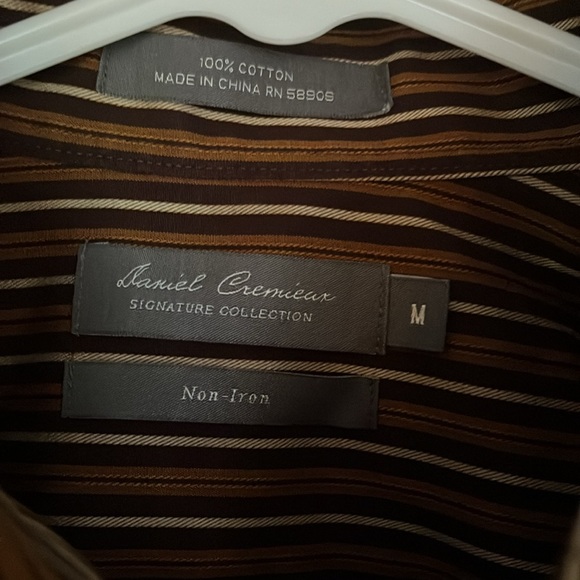 100% COTTON
MADE IN CHINA RN 58909
Daniel Cremieux
SIGNATURE COLLECTION
M
Non-Iron